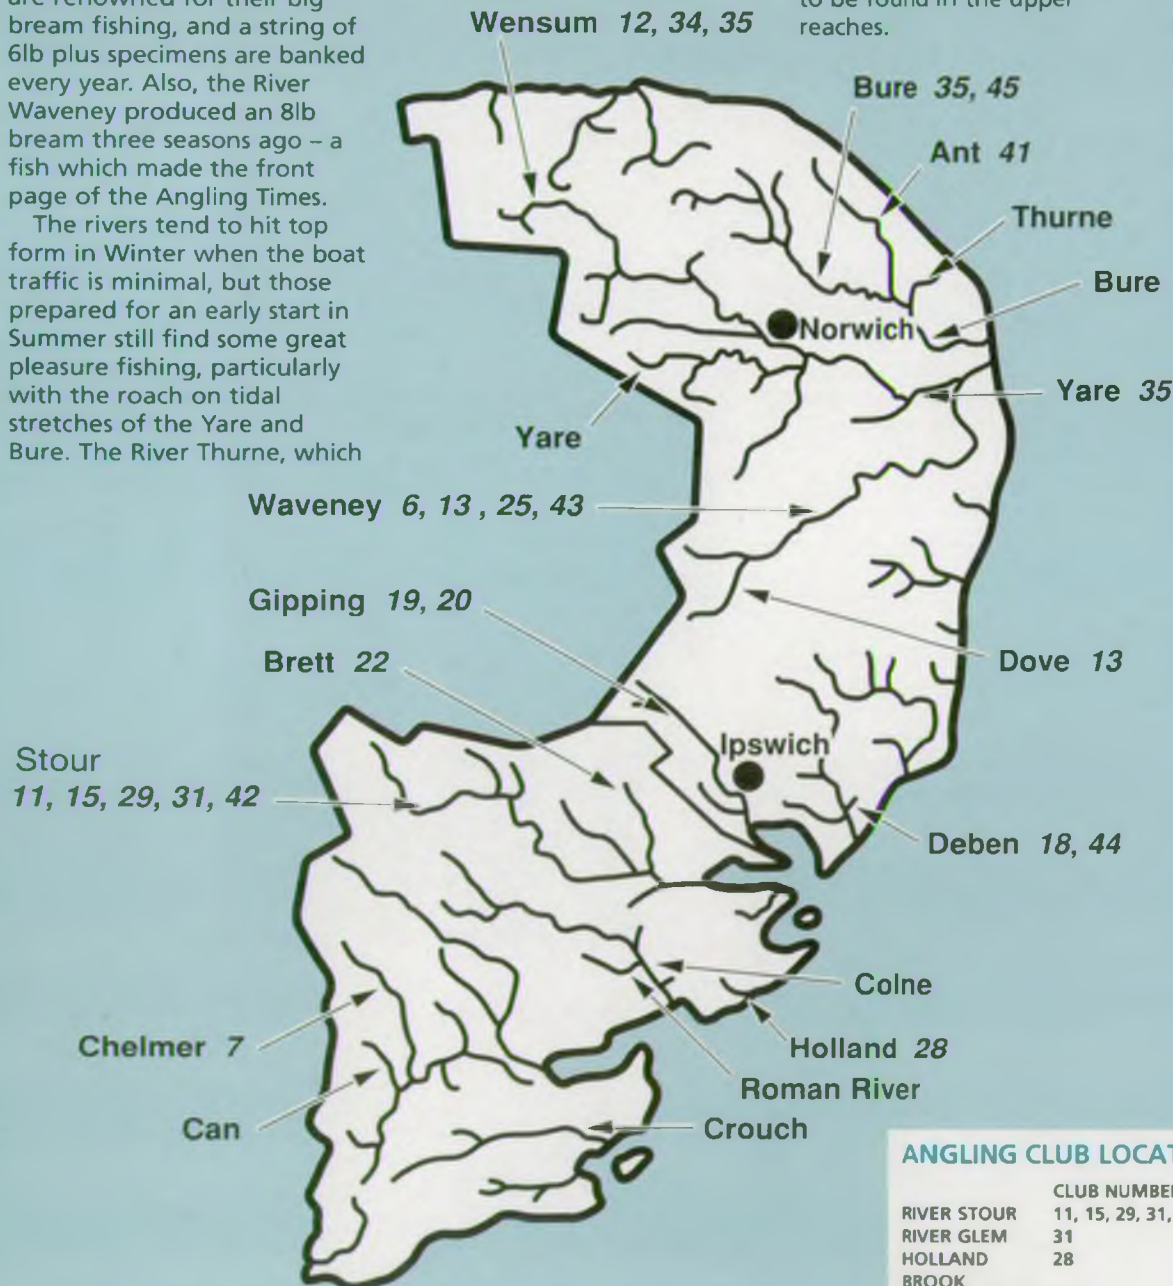 are renowned for their big
bream fishing, and a string of
6lb plus specimens are banked
every year. Also, the River
Waveney produced an 8lb
bream three seasons ago – a
fish which made the front
page of the Angling Times.
The rivers tend to hit top
form in Winter when the boat
traffic is minimal, but those
prepared for an early start in
Summer still find some great
pleasure fishing, particularly
with the roach on tidal
stretches of the Yare and
Bure. The River Thurne, which
to be found in the upper
reaches.
Wensum 12, 34, 35
Bure 35, 45
Ant 41
Thurne
Bure
Norwich
Yare 35
Yare
Waveney 6, 13 , 25, 43
Gipping 19, 20
Brett 22
Dove 13
Ipswich
Stour
11, 15, 29, 31, 42
Deben 18, 44
Colne
Chelmer 7
Holland 28
Roman River
Can
Crouch
ANGLING CLUB LOCAT
CLUB NUMBE
RIVER STOUR 11, 15, 29, 31,
RIVER GLEM 31
HOLLAND 28
BROOK